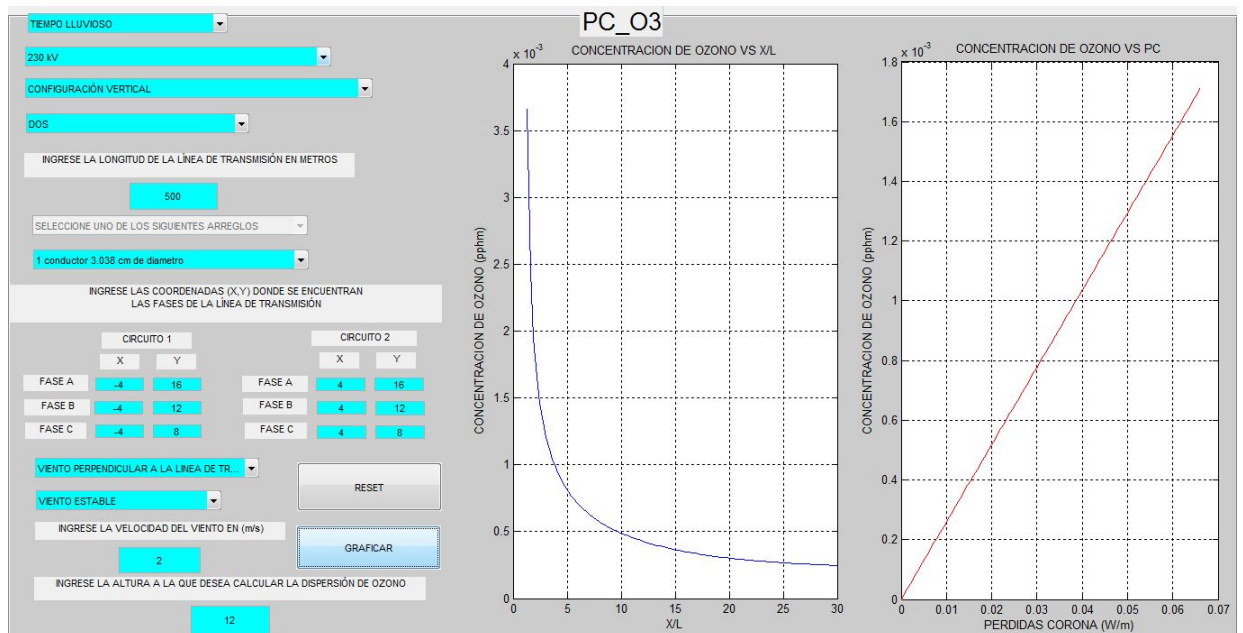 PC_O3
TIEMPO LLUVIOSO
230 kV
CONFIGURACIÓN VERTICAL
DOS
INGRESE LA LONGITUD DE LA LÍNEA DE TRANSMISIÓN EN METROS
500
SELECCIONE UNO DE LOS SIGUIENTES ARREGLOS
1 conductor 3.038 cm de diametro
INGRESE LAS COORDENADAS (X,Y) DONDE SE ENCUENTRAN
LAS FASES DE LA LÍNEA DE TRANSMISIÓN
CIRCUITO 1
X Y
FASE A -4 16
FASE B -4 12
FASE C -4 8
CIRCUITO 2
X Y
FASE A 4 16
FASE B 4 12
FASE C 4 8
VIENTO PERPENDICULAR A LA LINEA DE TR...
VIENTO ESTABLE
RESET
INGRESE LA VELOCIDAD DEL VIENTO EN (m/s)
2
GRAFICAR
INGRESE LA ALTURA A LA QUE DESEA CALCULAR LA DISPERSIÓN DE OZONO
12
CONCENTRACION DE OZONO VS X/L
x 10⁻³
CONCENTRACION DE OZONO (pphm)
4
3.5
3
2.5
2
1.5
1
0.5
0
0 5 10 15 20 25 30
X/L
CONCENTRACION DE OZONO VS PC
x 10⁻³
CONCENTRACION DE OZONO (pphm)
1.8
1.6
1.4
1.2
1
0.8
0.6
0.4
0.2
0
0 0.01 0.02 0.03 0.04 0.05 0.06 0.07
PERDIDAS CORONA (W/m)